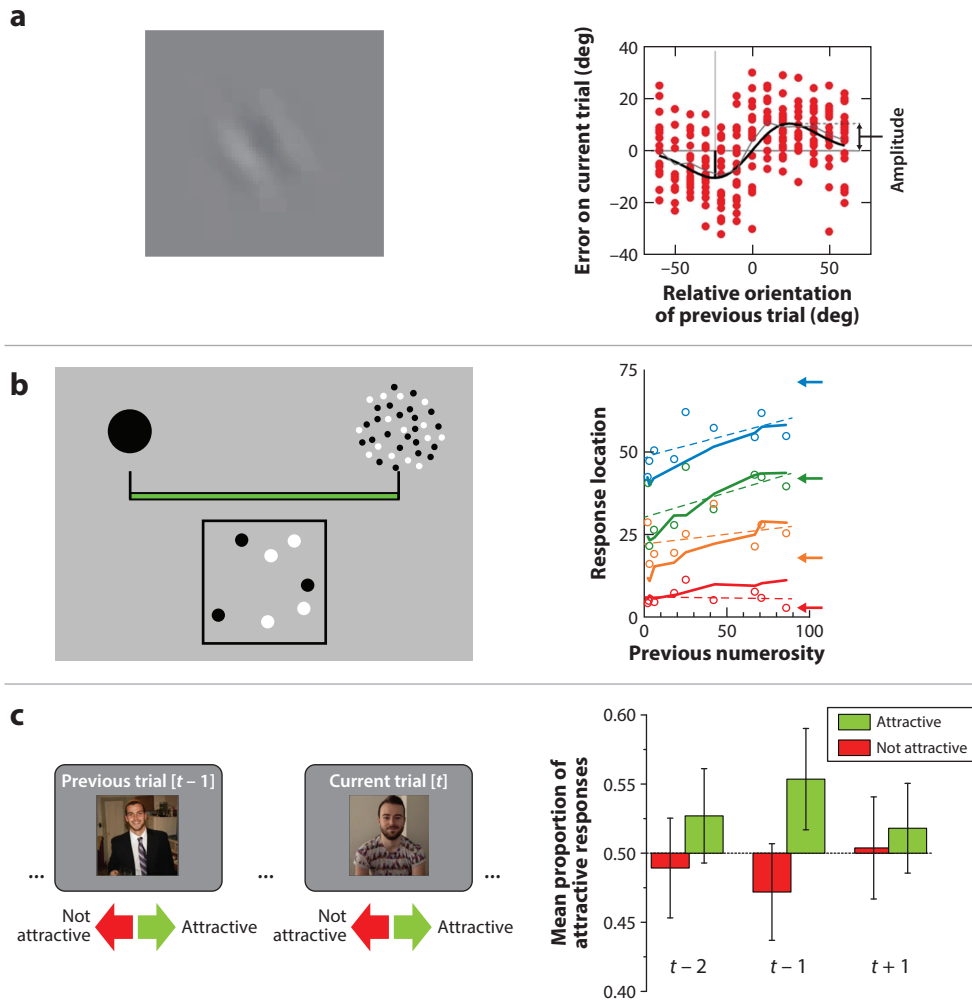 a
Error on current trial (deg)
40
20
0
−20
−40
−50
0
50
Amplitude
Relative orientation
of previous trial (deg)
b
Response location
75
50
25
0
0
50
100
Previous numerosity
c
Previous trial [t – 1]
Current trial [t]
...
...
...
Not
attractive
Attractive
Not
attractive
Attractive
Mean proportion of
attractive responses
0.60
0.55
0.50
0.45
0.40
Attractive
Not attractive
t – 2
t – 1
t + 1